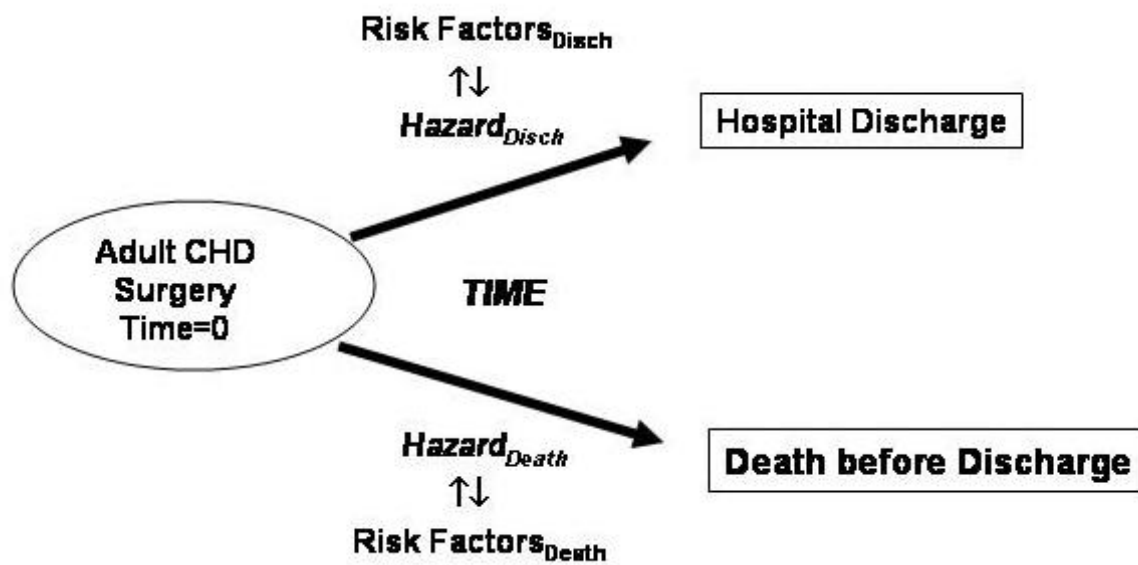 Risk Factors_Disch
↑↓
Hazard_Disch
Hospital Discharge
Adult CHD
Surgery
Time=0
TIME
Hazard_Death
↑↓
Risk Factors_Death
Death before Discharge